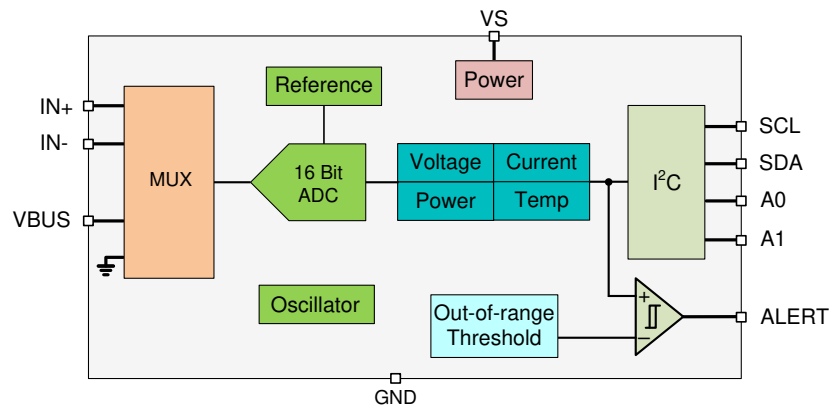 VS
Power
Reference
IN+
IN-
VBUS
MUX
16 Bit
ADC
Voltage
Current
Power
Temp
I²C
SCL
SDA
A0
A1
Oscillator
Out-of-range
Threshold
+
−
ALERT
GND